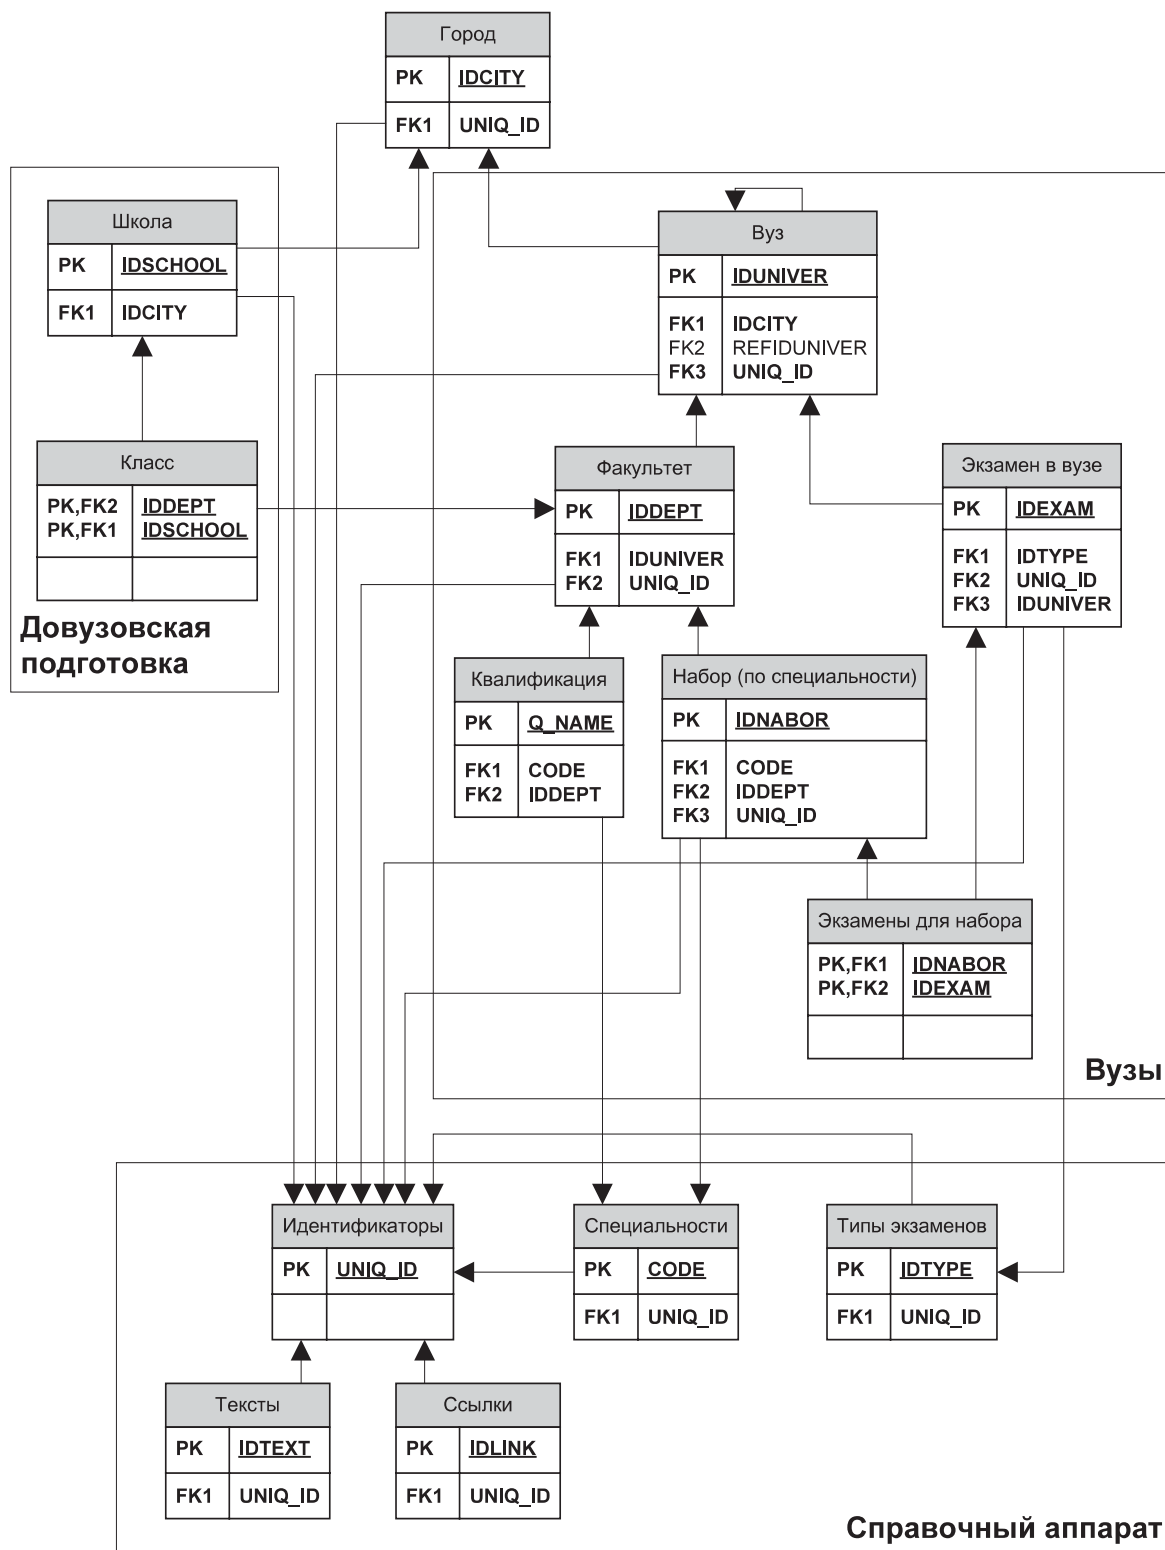 Город
PK IDCITY
FK1 UNIQ_ID
Школа
PK IDSCHOOL
FK1 IDCITY
Вуз
PK IDUNIVER
FK1 IDCITY
FK2 REFIDUNIVER
FK3 UNIQ_ID
Класс
PK,FK2 IDDEPT
PK,FK1 IDSCHOOL
Довузовская
подготовка
Факультет
PK IDDEPT
FK1 IDUNIVER
FK2 UNIQ_ID
Экзамен в вузе
PK IDEXAM
FK1 IDTYPE
FK2 UNIQ_ID
FK3 IDUNIVER
Квалификация
PK Q_NAME
FK1 CODE
FK2 IDDEPT
Набор (по специальности)
PK IDNABOR
FK1 CODE
FK2 IDDEPT
FK3 UNIQ_ID
Экзамены для набора
PK,FK1 IDNABOR
PK,FK2 IDEXAM
Вузы
Идентификаторы
PK UNIQ_ID
Специальности
PK CODE
FK1 UNIQ_ID
Типы экзаменов
PK IDTYPE
FK1 UNIQ_ID
Тексты
PK IDTEXT
FK1 UNIQ_ID
Ссылки
PK IDLINK
FK1 UNIQ_ID
Справочный аппарат